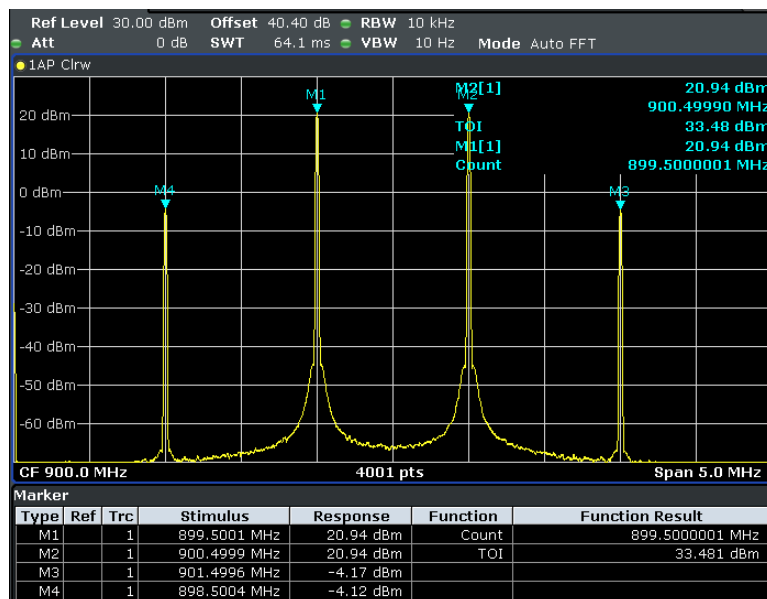 Ref Level 30.00 dBm Offset 40.40 dB RBW 10 kHz
Att 0 dB SWT 64.1 ms VBW 10 Hz Mode Auto FFT
1AP Clrw
M1 M2 M2[1] 20.94 dBm
900.49990 MHz
20 dBm TOI 33.48 dBm
M1[1] 20.94 dBm
10 dBm Count 899.5000001 MHz
0 dBm M4 M3
-10 dBm
-20 dBm
-30 dBm
-40 dBm
-50 dBm
-60 dBm
CF 900.0 MHz 4001 pts Span 5.0 MHz
Marker
Type Ref Trc Stimulus Response Function Function Result
M1 1 899.5001 MHz 20.94 dBm Count 899.5000001 MHz
M2 1 900.4999 MHz 20.94 dBm TOI 33.481 dBm
M3 1 901.4996 MHz -4.17 dBm
M4 1 898.5004 MHz -4.12 dBm